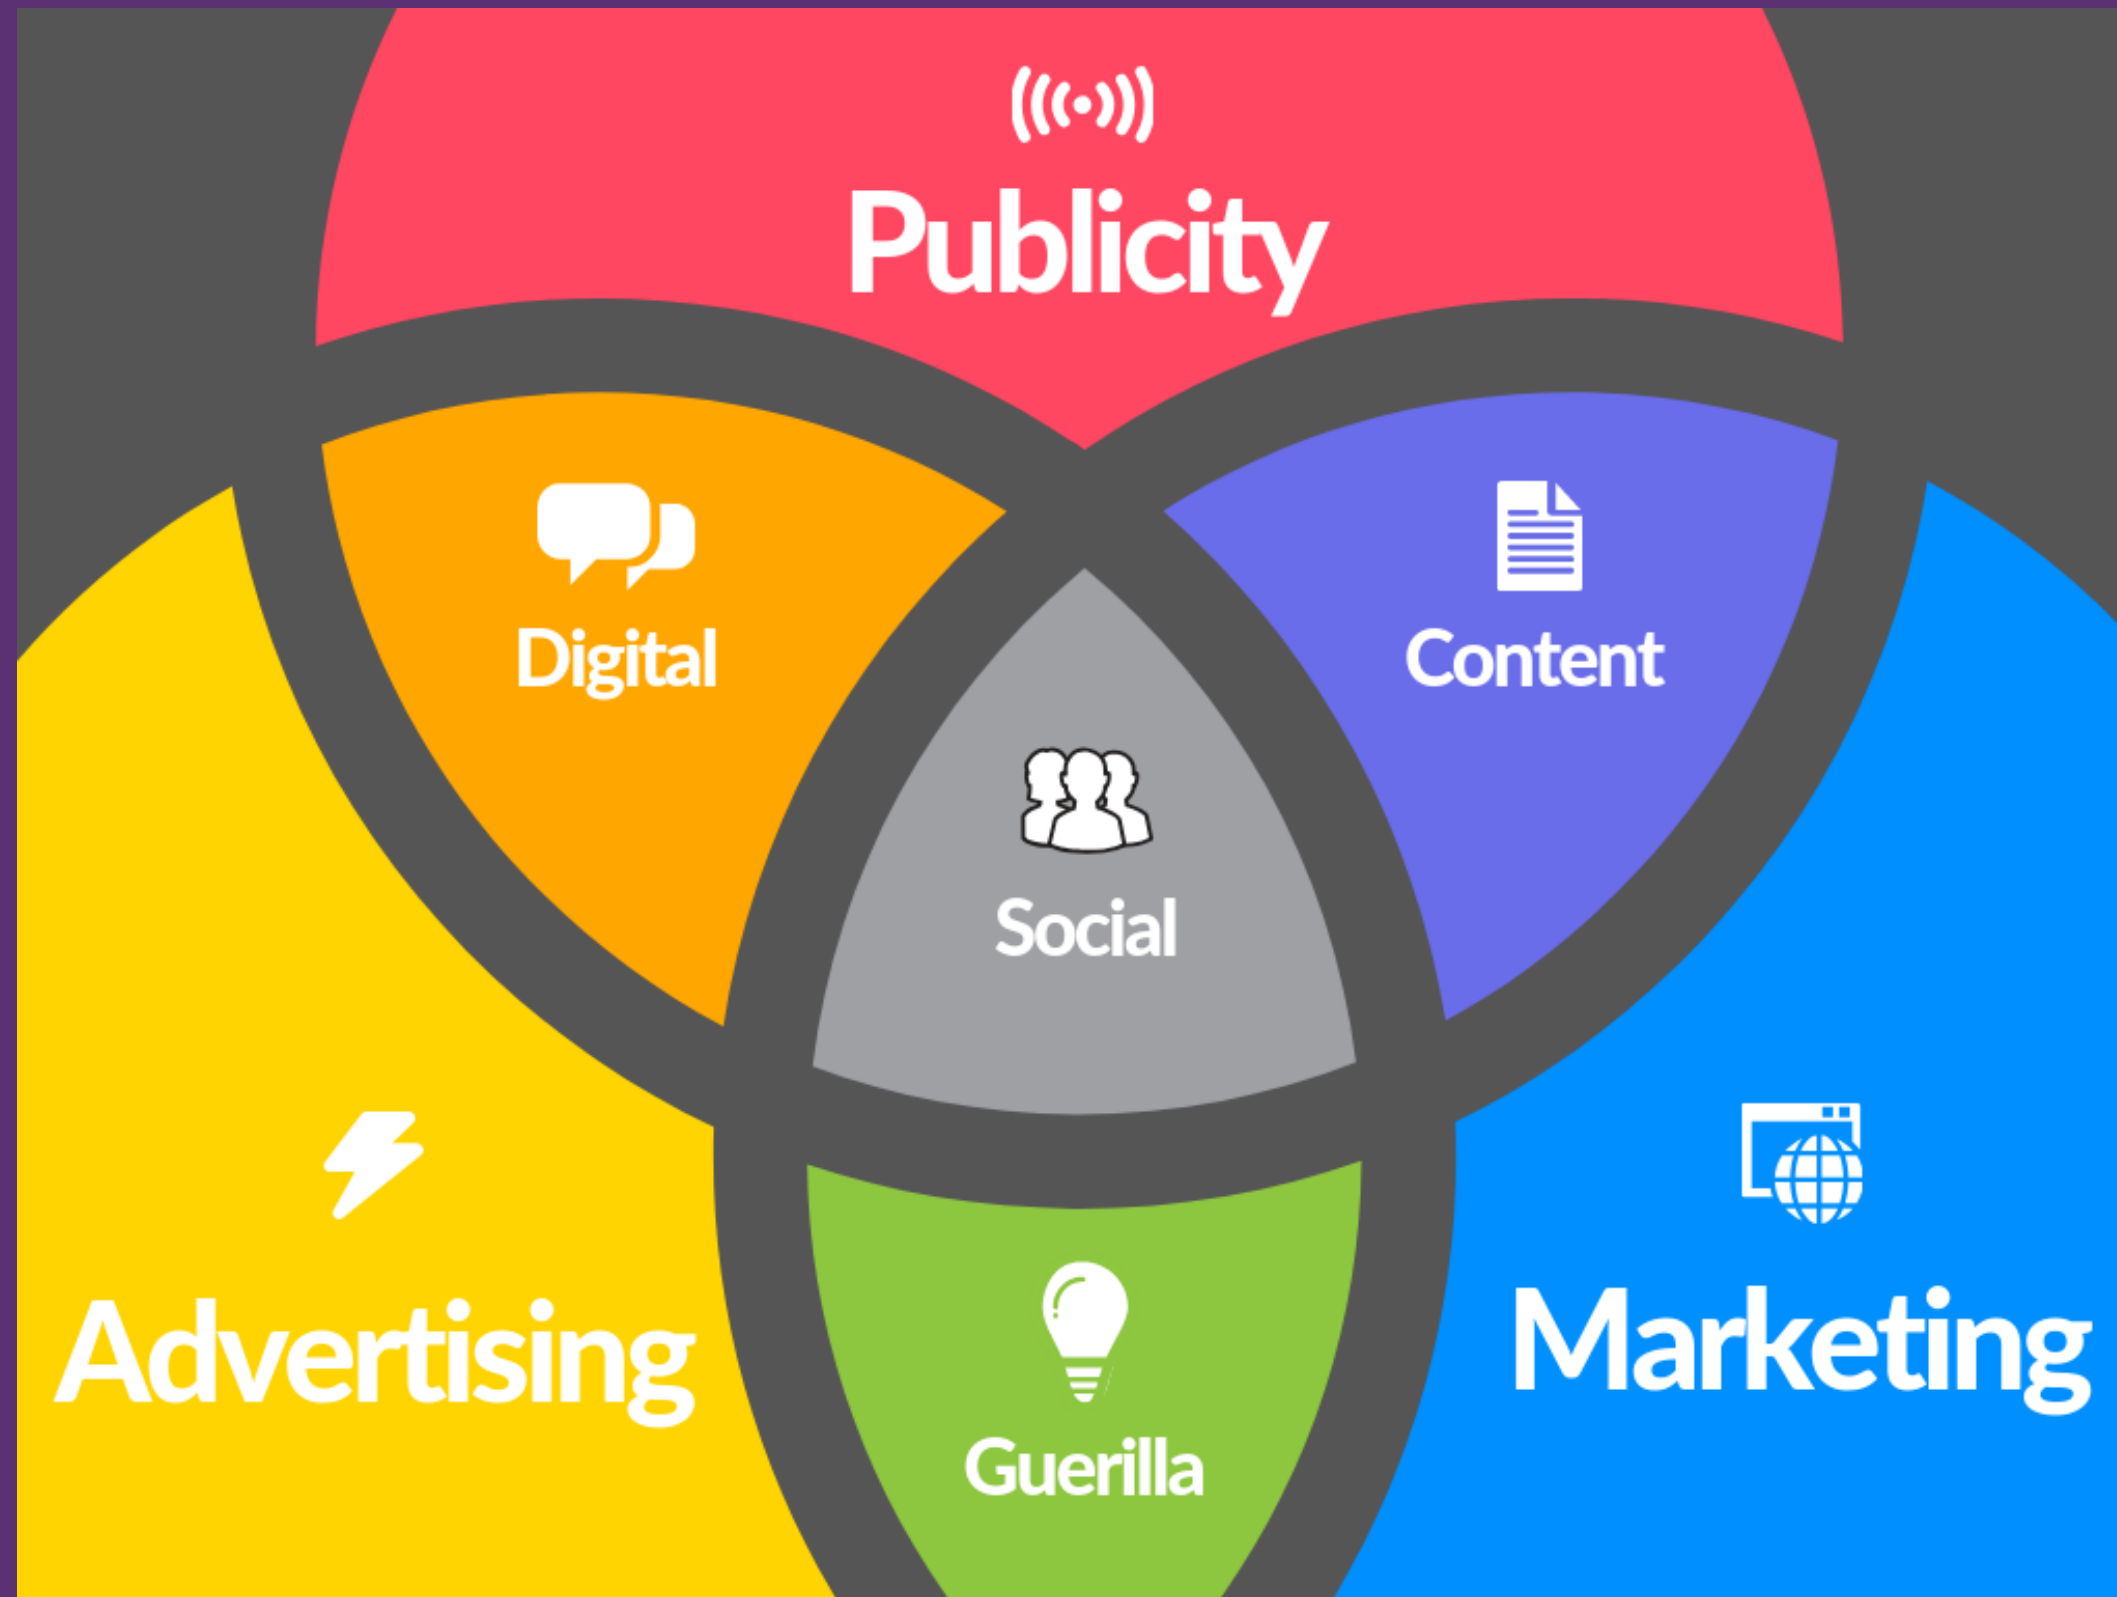 Publicity
Digital
Content
Social
Advertising
Marketing
Guerilla